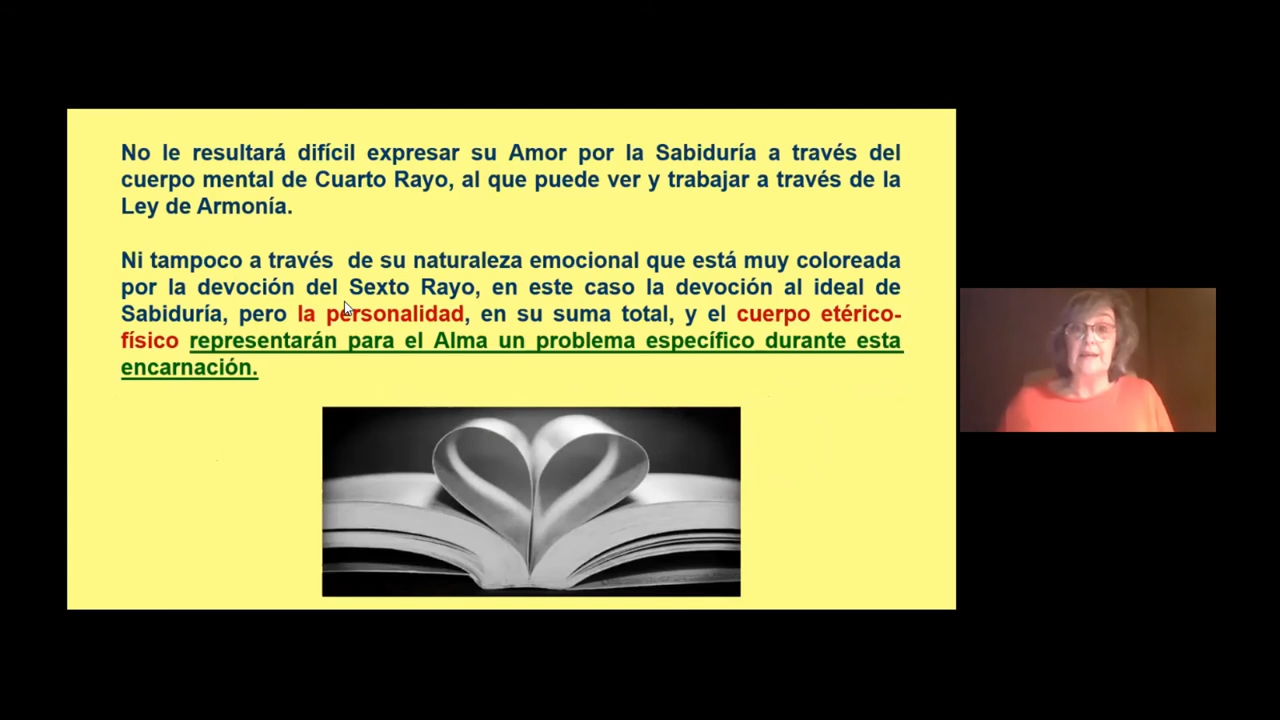 No le resultará difícil expresar su Amor por la Sabiduría a través del
cuerpo mental de Cuarto Rayo, al que puede ver y trabajar a través de la
Ley de Armonía.
Ni tampoco a través de su naturaleza emocional que está muy coloreada
por la devoción del Sexto Rayo, en este caso la devoción al ideal de
Sabiduría, pero la personalidad, en su suma total, y el cuerpo etérico-
físico representarán para el Alma un problema específico durante esta
encarnación.